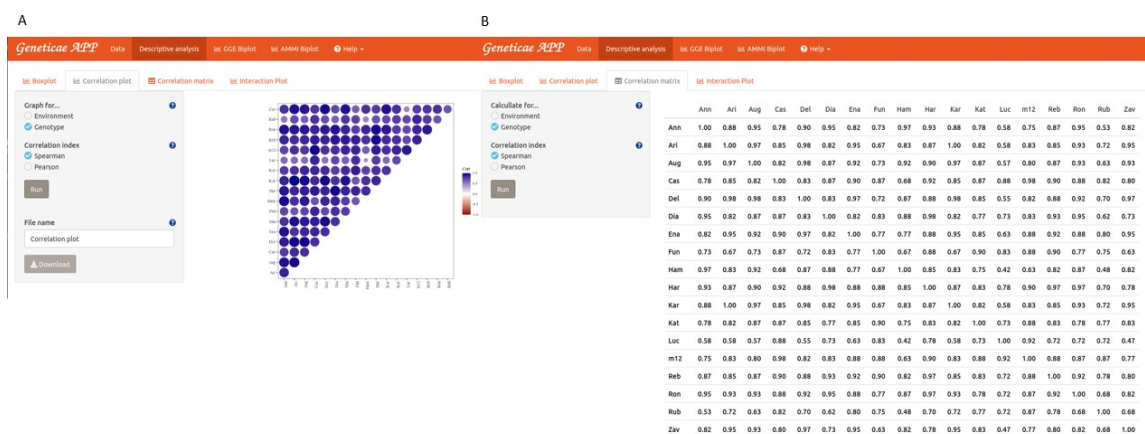 A
B
Geneticae APP Data Descriptive analysis GGE Biplot AMMI Biplot Help
Boxplot Correlation plot Correlation matrix Interaction Plot
Graph for...
Environment
Genotype
Correlation index
Spearman
Pearson
Run
File name
Correlation plot
Download
Geneticae APP Data Descriptive analysis GGE Biplot AMMI Biplot Help
Boxplot Correlation plot Correlation matrix Interaction Plot
Calculate for...
Environment
Genotype
Correlation index
Spearman
Pearson
Run
Ann Ari Aug Cas Del Dia Ena Fun Ham Har Kar Kat Luc m12 Reb Ron Rub Zav
Ann 1.00 0.88 0.95 0.78 0.90 0.95 0.82 0.73 0.97 0.93 0.88 0.78 0.58 0.75 0.87 0.95 0.53 0.82
Ari 0.88 1.00 0.97 0.85 0.98 0.82 0.95 0.67 0.83 0.87 1.00 0.82 0.58 0.83 0.85 0.93 0.72 0.95
Aug 0.95 0.97 1.00 0.82 0.98 0.87 0.92 0.73 0.92 0.90 0.97 0.87 0.57 0.80 0.87 0.93 0.63 0.93
Cas 0.78 0.85 0.82 1.00 0.83 0.87 0.90 0.87 0.68 0.92 0.85 0.87 0.88 0.98 0.90 0.88 0.82 0.80
Del 0.90 0.98 0.98 0.83 1.00 0.83 0.97 0.72 0.87 0.88 0.98 0.85 0.55 0.82 0.88 0.92 0.70 0.97
Dia 0.95 0.82 0.87 0.87 0.83 1.00 0.82 0.83 0.88 0.98 0.82 0.77 0.73 0.83 0.93 0.95 0.62 0.73
Ena 0.82 0.95 0.92 0.90 0.97 0.82 1.00 0.77 0.77 0.88 0.95 0.85 0.63 0.88 0.92 0.88 0.80 0.95
Fun 0.73 0.67 0.73 0.87 0.72 0.83 0.77 1.00 0.67 0.88 0.67 0.90 0.83 0.88 0.90 0.77 0.75 0.63
Ham 0.97 0.83 0.92 0.68 0.87 0.88 0.77 0.67 1.00 0.85 0.83 0.75 0.42 0.63 0.82 0.87 0.48 0.82
Har 0.93 0.87 0.90 0.92 0.88 0.98 0.88 0.88 0.85 1.00 0.87 0.83 0.78 0.90 0.97 0.97 0.70 0.78
Kar 0.88 1.00 0.97 0.85 0.98 0.82 0.95 0.67 0.83 0.87 1.00 0.82 0.58 0.83 0.85 0.93 0.72 0.95
Kat 0.78 0.82 0.87 0.87 0.85 0.77 0.85 0.90 0.75 0.83 0.82 1.00 0.73 0.88 0.83 0.78 0.77 0.83
Luc 0.58 0.58 0.57 0.88 0.55 0.73 0.63 0.83 0.42 0.78 0.58 0.73 1.00 0.92 0.72 0.72 0.72 0.47
m12 0.75 0.83 0.80 0.98 0.82 0.83 0.88 0.88 0.63 0.90 0.83 0.88 0.92 1.00 0.88 0.87 0.87 0.77
Reb 0.87 0.85 0.87 0.90 0.88 0.93 0.92 0.90 0.82 0.97 0.85 0.83 0.72 0.88 1.00 0.92 0.78 0.80
Ron 0.95 0.93 0.93 0.88 0.92 0.95 0.88 0.77 0.87 0.97 0.93 0.78 0.72 0.87 0.92 1.00 0.68 0.82
Rub 0.53 0.72 0.63 0.82 0.70 0.62 0.80 0.75 0.48 0.70 0.72 0.77 0.72 0.87 0.78 0.68 1.00 0.68
Zav 0.82 0.95 0.93 0.80 0.97 0.73 0.95 0.63 0.82 0.78 0.95 0.83 0.47 0.77 0.80 0.82 0.68 1.00